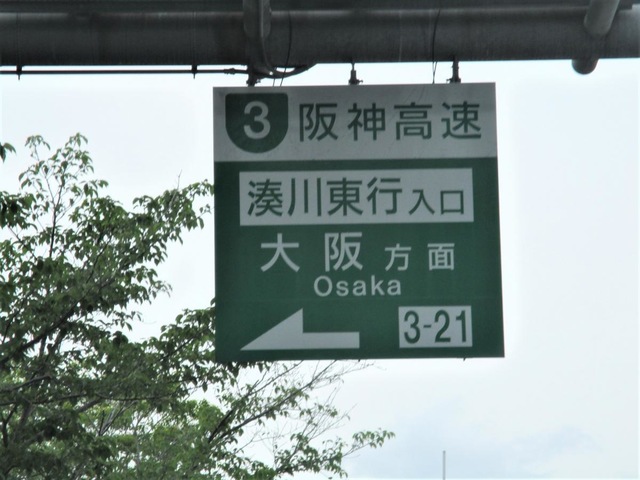 3 阪神高速
湊川東行入口
大阪方面
Osaka
3-21